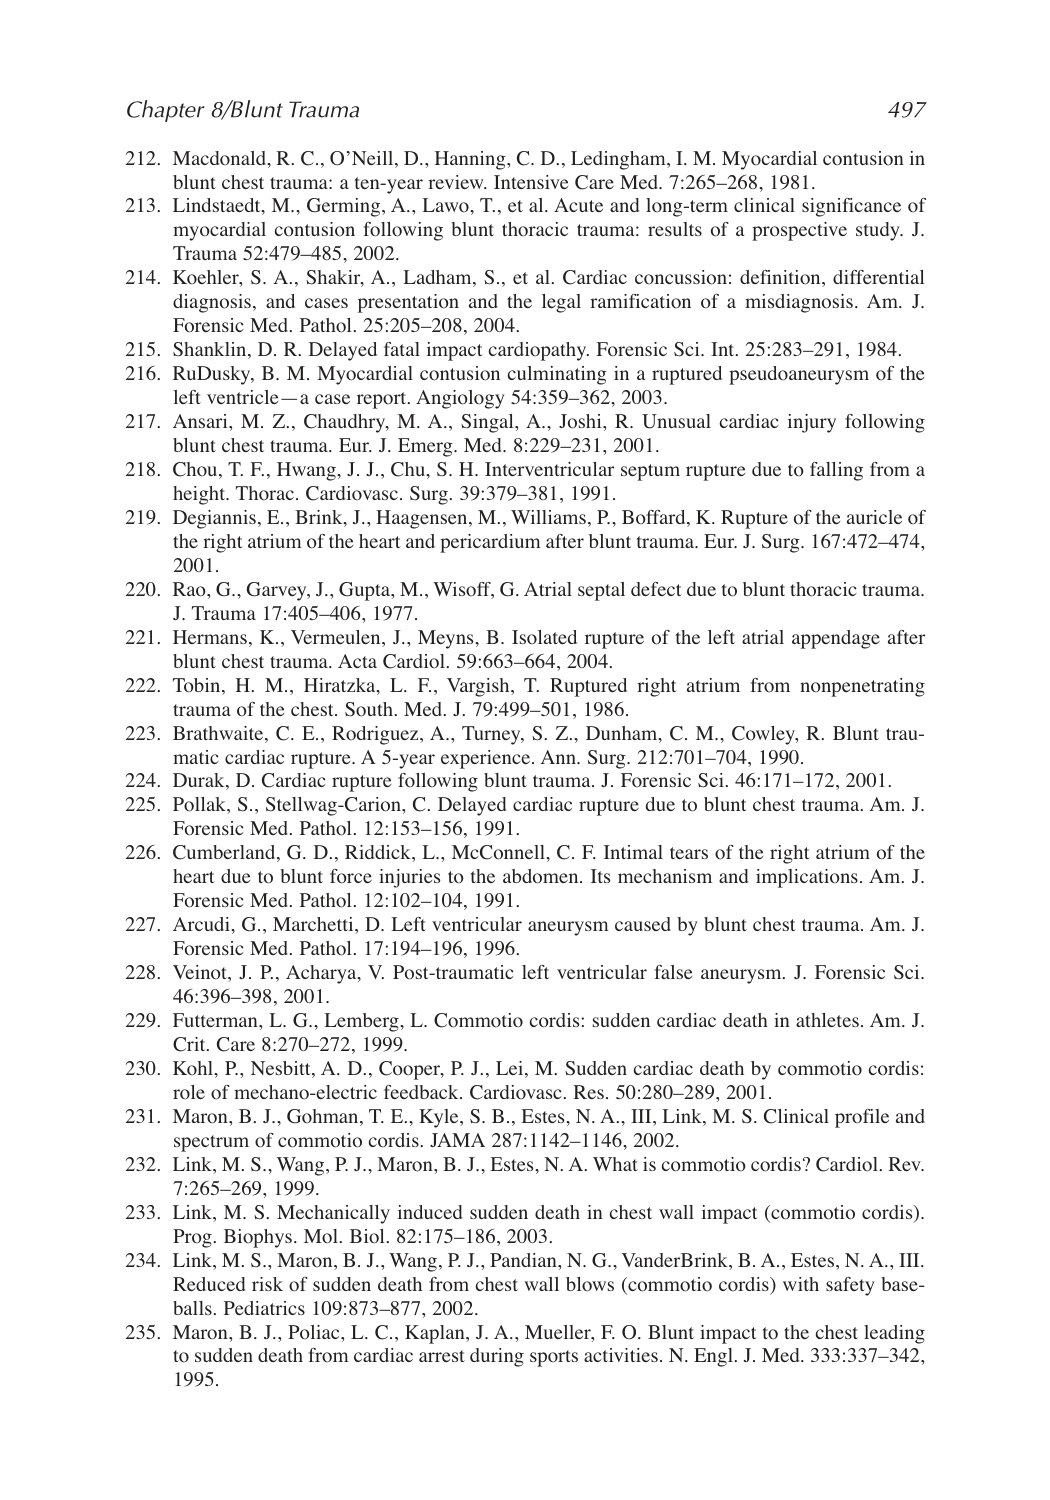 Chapter 8/Blunt Trauma 497
212. Macdonald, R. C., O’Neill, D., Hanning, C. D., Ledingham, I. M. Myocardial contusion in
blunt chest trauma: a ten-year review. Intensive Care Med. 7:265–268, 1981.
213. Lindstaedt, M., Germing, A., Lawo, T., et al. Acute and long-term clinical significance of
myocardial contusion following blunt thoracic trauma: results of a prospective study. J.
Trauma 52:479–485, 2002.
214. Koehler, S. A., Shakir, A., Ladham, S., et al. Cardiac concussion: definition, differential
diagnosis, and cases presentation and the legal ramification of a misdiagnosis. Am. J.
Forensic Med. Pathol. 25:205–208, 2004.
215. Shanklin, D. R. Delayed fatal impact cardiopathy. Forensic Sci. Int. 25:283–291, 1984.
216. RuDusky, B. M. Myocardial contusion culminating in a ruptured pseudoaneurysm of the
left ventricle—a case report. Angiology 54:359–362, 2003.
217. Ansari, M. Z., Chaudhry, M. A., Singal, A., Joshi, R. Unusual cardiac injury following
blunt chest trauma. Eur. J. Emerg. Med. 8:229–231, 2001.
218. Chou, T. F., Hwang, J. J., Chu, S. H. Interventricular septum rupture due to falling from a
height. Thorac. Cardiovasc. Surg. 39:379–381, 1991.
219. Degiannis, E., Brink, J., Haagensen, M., Williams, P., Boffard, K. Rupture of the auricle of
the right atrium of the heart and pericardium after blunt trauma. Eur. J. Surg. 167:472–474,
2001.
220. Rao, G., Garvey, J., Gupta, M., Wisoff, G. Atrial septal defect due to blunt thoracic trauma.
J. Trauma 17:405–406, 1977.
221. Hermans, K., Vermeulen, J., Meyns, B. Isolated rupture of the left atrial appendage after
blunt chest trauma. Acta Cardiol. 59:663–664, 2004.
222. Tobin, H. M., Hiratzka, L. F., Vargish, T. Ruptured right atrium from nonpenetrating
trauma of the chest. South. Med. J. 79:499–501, 1986.
223. Brathwaite, C. E., Rodriguez, A., Turney, S. Z., Dunham, C. M., Cowley, R. Blunt trau-
matic cardiac rupture. A 5-year experience. Ann. Surg. 212:701–704, 1990.
224. Durak, D. Cardiac rupture following blunt trauma. J. Forensic Sci. 46:171–172, 2001.
225. Pollak, S., Stellwag-Carion, C. Delayed cardiac rupture due to blunt chest trauma. Am. J.
Forensic Med. Pathol. 12:153–156, 1991.
226. Cumberland, G. D., Riddick, L., McConnell, C. F. Intimal tears of the right atrium of the
heart due to blunt force injuries to the abdomen. Its mechanism and implications. Am. J.
Forensic Med. Pathol. 12:102–104, 1991.
227. Arcudi, G., Marchetti, D. Left ventricular aneurysm caused by blunt chest trauma. Am. J.
Forensic Med. Pathol. 17:194–196, 1996.
228. Veinot, J. P., Acharya, V. Post-traumatic left ventricular false aneurysm. J. Forensic Sci.
46:396–398, 2001.
229. Futterman, L. G., Lemberg, L. Commotio cordis: sudden cardiac death in athletes. Am. J.
Crit. Care 8:270–272, 1999.
230. Kohl, P., Nesbitt, A. D., Cooper, P. J., Lei, M. Sudden cardiac death by commotio cordis:
role of mechano-electric feedback. Cardiovasc. Res. 50:280–289, 2001.
231. Maron, B. J., Gohman, T. E., Kyle, S. B., Estes, N. A., III, Link, M. S. Clinical profile and
spectrum of commotio cordis. JAMA 287:1142–1146, 2002.
232. Link, M. S., Wang, P. J., Maron, B. J., Estes, N. A. What is commotio cordis? Cardiol. Rev.
7:265–269, 1999.
233. Link, M. S. Mechanically induced sudden death in chest wall impact (commotio cordis).
Prog. Biophys. Mol. Biol. 82:175–186, 2003.
234. Link, M. S., Maron, B. J., Wang, P. J., Pandian, N. G., VanderBrink, B. A., Estes, N. A., III.
Reduced risk of sudden death from chest wall blows (commotio cordis) with safety base-
balls. Pediatrics 109:873–877, 2002.
235. Maron, B. J., Poliac, L. C., Kaplan, J. A., Mueller, F. O. Blunt impact to the chest leading
to sudden death from cardiac arrest during sports activities. N. Engl. J. Med. 333:337–342,
1995.